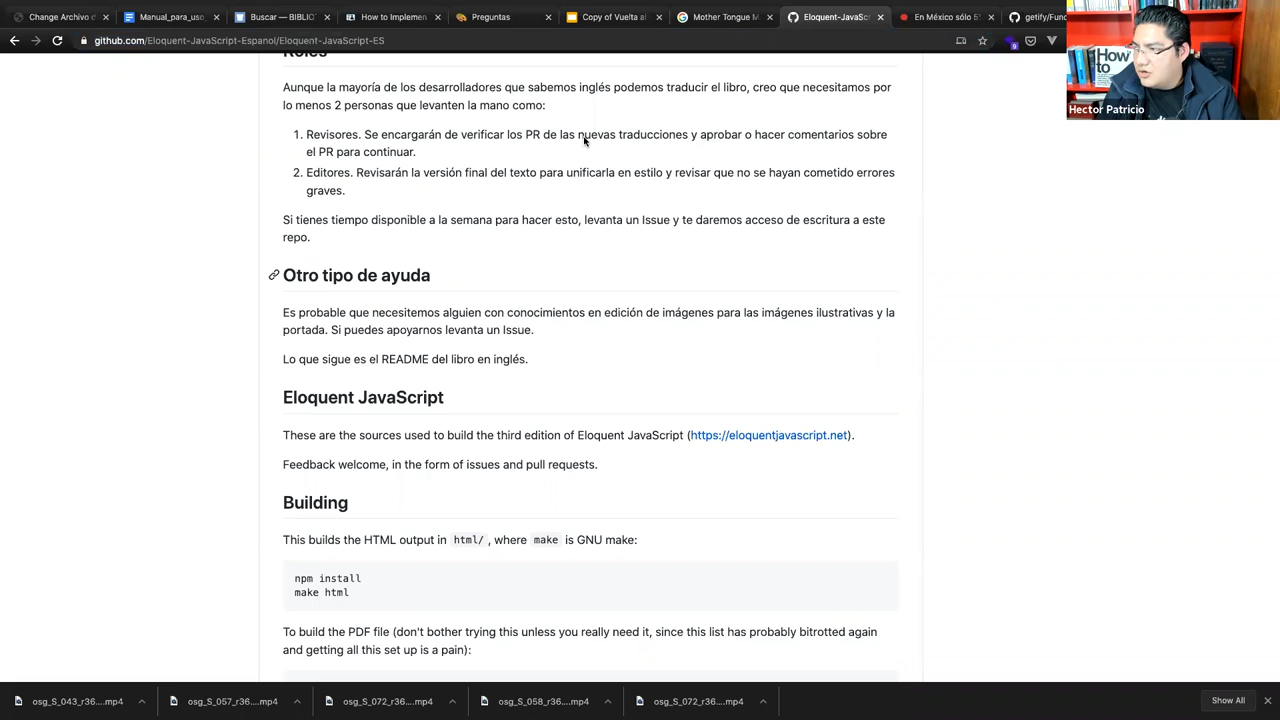 Change Archivo d
Manual_para_uso_
Buscar — BIBLIOT
How to Implemen
Preguntas
Copy of Vuelta al
Mother Tongue M
Eloquent-JavaScr
En México sólo 5
getify/Func
github.com/Eloquent-JavaScript-Espanol/Eloquent-JavaScript-ES
9
How
to
Hector Patricio
Roles
Aunque la mayoría de los desarrolladores que sabemos inglés podemos traducir el libro, creo que necesitamos por
lo menos 2 personas que levanten la mano como:
1. Revisores. Se encargarán de verificar los PR de las nuevas traducciones y aprobar o hacer comentarios sobre
el PR para continuar.
2. Editores. Revisarán la versión final del texto para unificarla en estilo y revisar que no se hayan cometido errores
graves.
Si tienes tiempo disponible a la semana para hacer esto, levanta un Issue y te daremos acceso de escritura a este
repo.
Otro tipo de ayuda
Es probable que necesitemos alguien con conocimientos en edición de imágenes para las imágenes ilustrativas y la
portada. Si puedes apoyarnos levanta un Issue.
Lo que sigue es el README del libro en inglés.
Eloquent JavaScript
These are the sources used to build the third edition of Eloquent JavaScript (https://eloquentjavascript.net).
Feedback welcome, in the form of issues and pull requests.
Building
This builds the HTML output in html/ , where make is GNU make:
npm install
make html
To build the PDF file (don't bother trying this unless you really need it, since this list has probably bitrotted again
and getting all this set up is a pain):
osg_S_043_r36....mp4
osg_S_057_r36....mp4
osg_S_072_r36....mp4
osg_S_058_r36....mp4
osg_S_072_r36....mp4
Show All